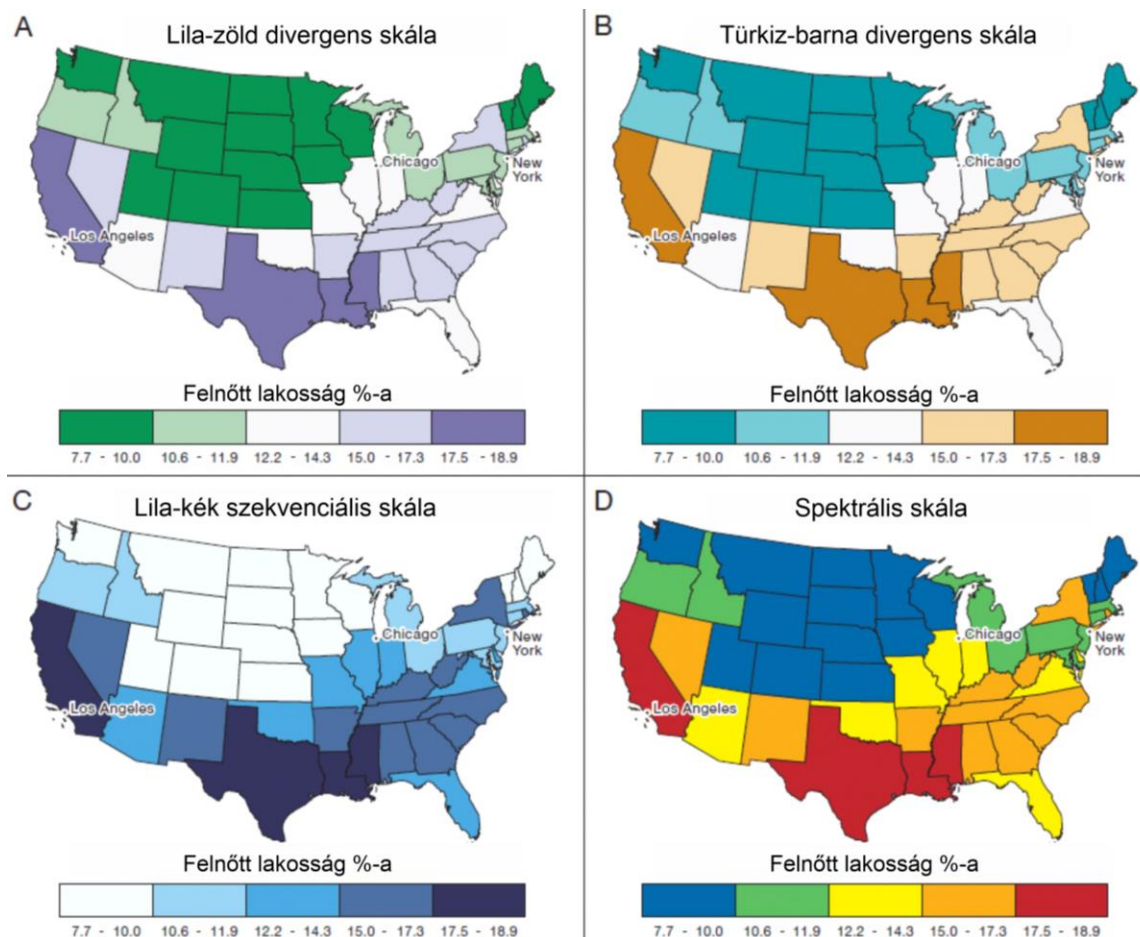 A
Lila-zöld divergens skála
Chicago
New
York
Los Angeles
Felnőtt lakosság %-a
7.7 - 10.0 10.6 - 11.9 12.2 - 14.3 15.0 - 17.3 17.5 - 18.9
B
Türkiz-barna divergens skála
Chicago
New
York
Los Angeles
Felnőtt lakosság %-a
7.7 - 10.0 10.6 - 11.9 12.2 - 14.3 15.0 - 17.3 17.5 - 18.9
C
Lila-kék szekvenciális skála
Chicago
New
York
Los Angeles
Felnőtt lakosság %-a
7.7 - 10.0 10.6 - 11.9 12.2 - 14.3 15.0 - 17.3 17.5 - 18.9
D
Spektrális skála
Chicago
New
York
Los Angeles
Felnőtt lakosság %-a
7.7 - 10.0 10.6 - 11.9 12.2 - 14.3 15.0 - 17.3 17.5 - 18.9